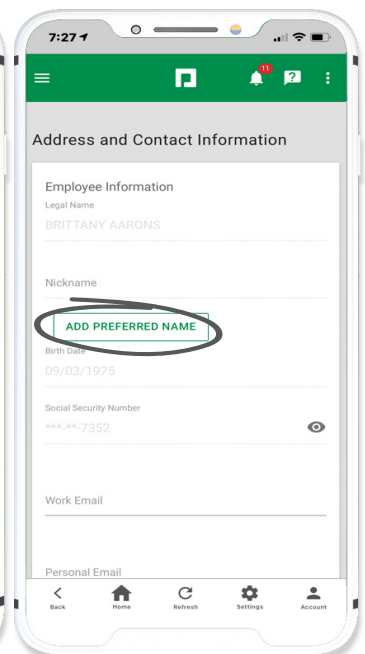 7:27
11
?
Address and Contact Information
Employee Information
Legal Name
BRITTANY AARONS
Nickname
ADD PREFERRED NAME
Birth Date
09/03/1975
Social Security Number
***-**-7352
Work Email
Personal Email
Back Home Refresh Settings Account